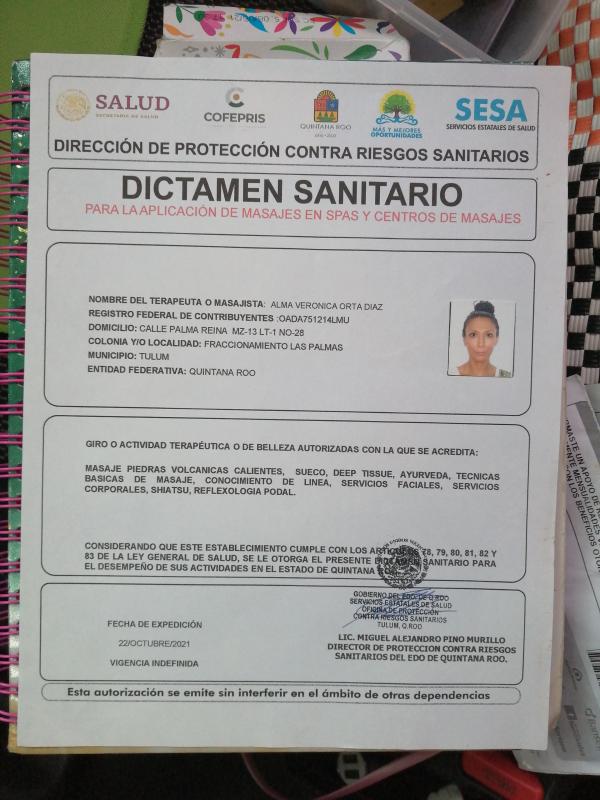 SALUD
SECRETARÍA DE SALUD
COFEPRIS
QUINTANA ROO
MÁS Y MEJORES
OPORTUNIDADES
SESA
SERVICIOS ESTATALES DE SALUD
DIRECCIÓN DE PROTECCIÓN CONTRA RIESGOS SANITARIOS
DICTAMEN SANITARIO
PARA LA APLICACIÓN DE MASAJES EN SPAS Y CENTROS DE MASAJES
NOMBRE DEL TERAPEUTA O MASAJISTA: ALMA VERONICA ORTA DIAZ
REGISTRO FEDERAL DE CONTRIBUYENTES :OADA751214LMU
DOMICILIO: CALLE PALMA REINA MZ-13 LT-1 NO-28
COLONIA Y/O LOCALIDAD: FRACCIONAMIENTO LAS PALMAS
MUNICIPIO: TULUM
ENTIDAD FEDERATIVA: QUINTANA ROO
GIRO O ACTIVIDAD TERAPÉUTICA O DE BELLEZA AUTORIZADAS CON LA QUE SE ACREDITA:
MASAJE PIEDRAS VOLCANICAS CALIENTES, SUECO, DEEP TISSUE, AYURVEDA, TECNICAS
BASICAS DE MASAJE, CONOCIMIENTO DE LINEA, SERVICIOS FACIALES, SERVICIOS
CORPORALES, SHIATSU, REFLEXOLOGIA PODAL.
CONSIDERANDO QUE ESTE ESTABLECIMIENTO CUMPLE CON LOS ARTICULOS 78, 79, 80, 81, 82 Y
83 DE LA LEY GENERAL DE SALUD, SE LE OTORGA EL PRESENTE DICTAMEN SANITARIO PARA
EL DESEMPEÑO DE SUS ACTIVIDADES EN EL ESTADO DE QUINTANA ROO.
GOBIERNO DEL EDO. DE Q.ROO
SERVICIOS ESTATALES DE SALUD
OFICINA DE PROTECCIÓN
CONTRA RIESGOS SANITARIOS
TULUM, Q.ROO
FECHA DE EXPEDICIÓN
22/OCTUBRE/2021
VIGENCIA INDEFINIDA
LIC. MIGUEL ALEJANDRO PINO MURILLO
DIRECTOR DE PROTECCION CONTRA RIESGOS
SANITARIOS DEL EDO DE QUINTANA ROO.
Esta autorización se emite sin interferir en el ámbito de otras dependencias